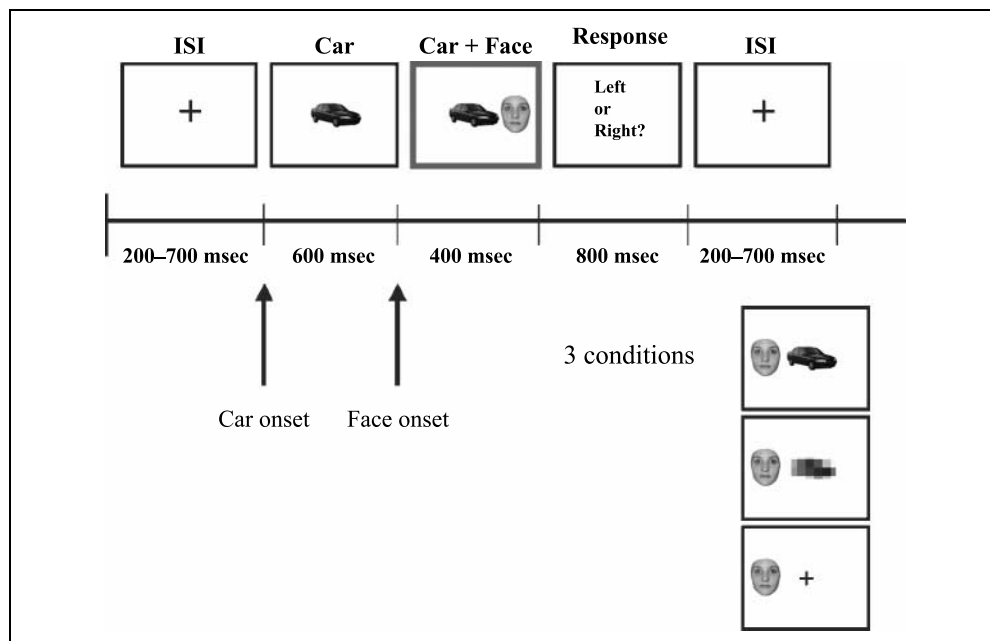 ISI
Car
Car + Face
Response
ISI
Left
or
Right?
200–700 msec
600 msec
400 msec
800 msec
200–700 msec
3 conditions
Car onset
Face onset